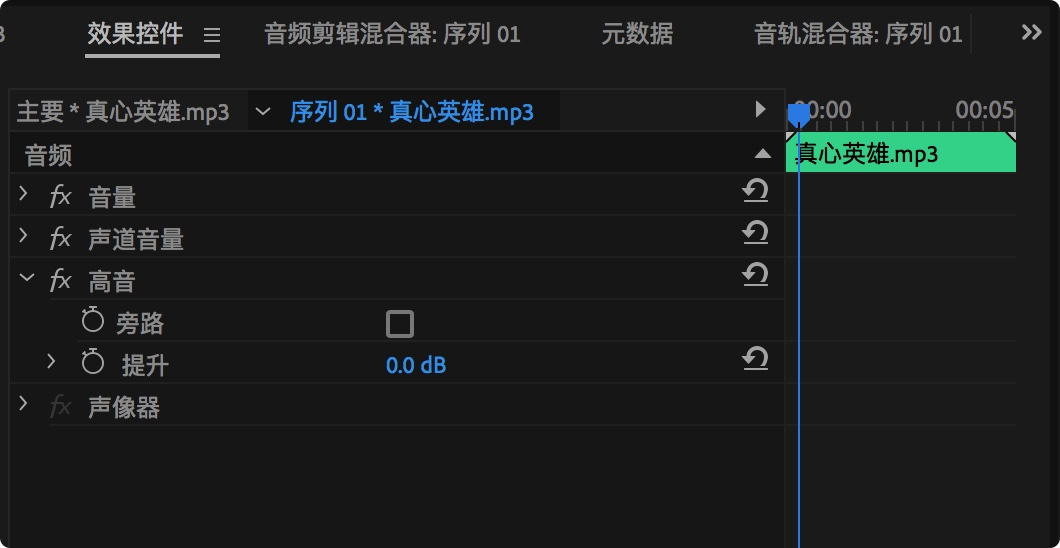 效果控件 音频剪辑混合器: 序列 01 元数据 音轨混合器: 序列 01
主要 * 真心英雄.mp3 序列 01 * 真心英雄.mp3 00:00 00:05
音频 真心英雄.mp3
fx 音量
fx 声道音量
fx 高音
旁路
提升 0.0 dB
fx 声像器